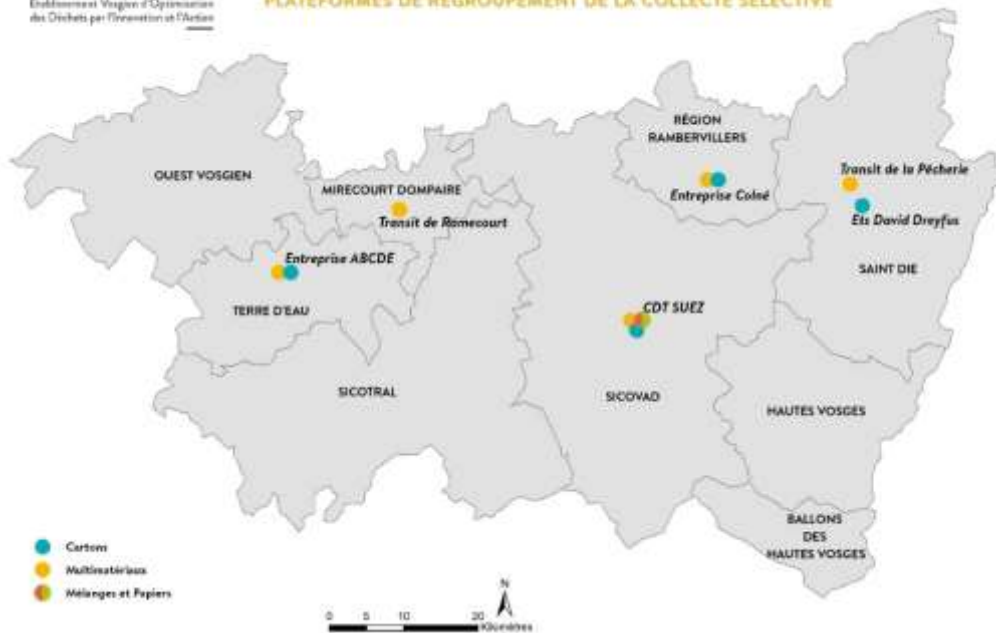 Etablissement Vosgien d'Optimisation
des Déchets par l'Innovation et l'Action
PLATEFORMES DE REGROUPEMENT DE LA COLLECTE SÉLECTIVE
RÉGION
RAMBERVILLERS
OUEST VOSGIEN
Transit de la Pêcherie
MIRECOURT DOMPAIRE
Entreprise Colné
Transit de Ramecourt
Ets David Dreyfus
Entreprise ABCDE
SAINT DIE
TERRE D'EAU
CDT SUEZ
SICOTRAL
SICOVAD
HAUTES VOSGES
BALLONS
DES
HAUTES VOSGES
Cartons
Multimatériaux
Mélanges et Papiers
N
0 5 10 20
Kilomètres